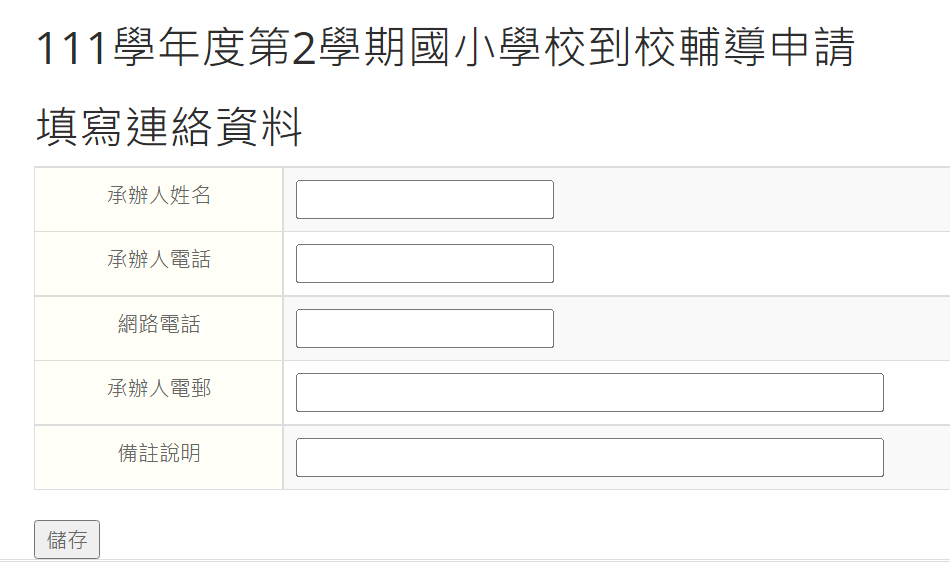 111學年度第2學期國小學校到校輔導申請
填寫連絡資料
承辦人姓名
承辦人電話
網路電話
承辦人電郵
備註說明
儲存